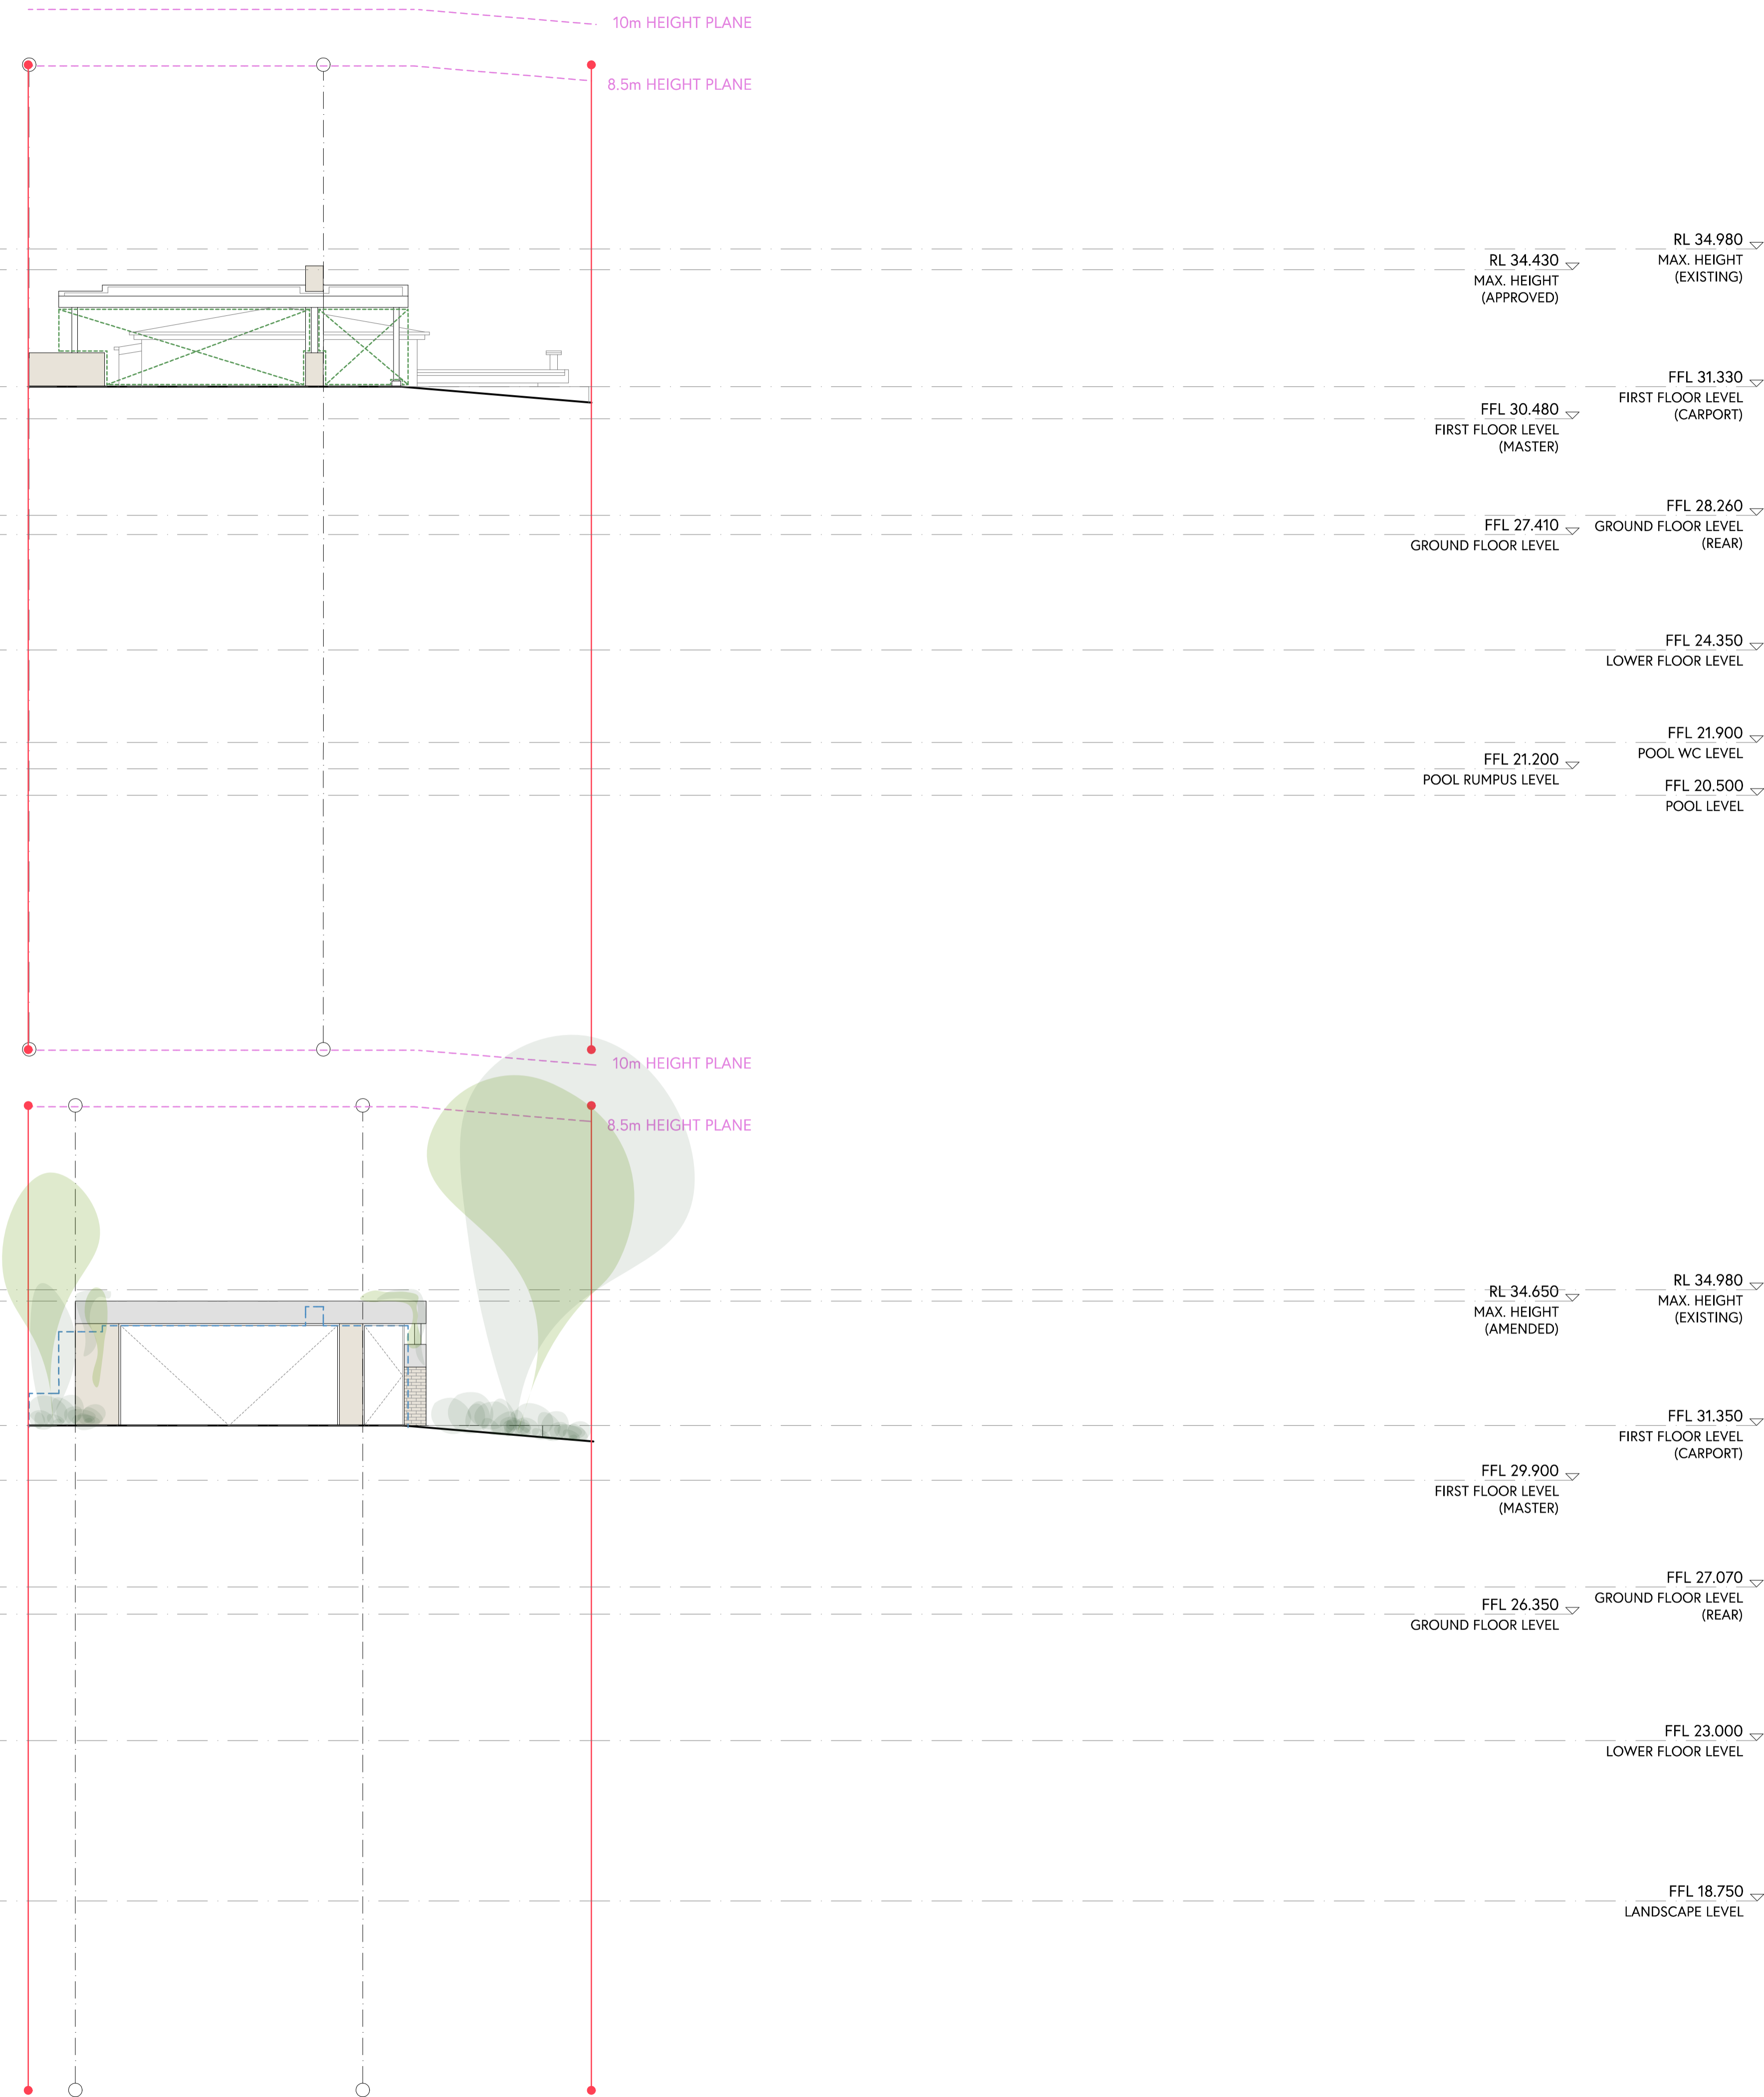 10m HEIGHT PLANE
8.5m HEIGHT PLANE
RL 34.980
MAX. HEIGHT
(EXISTING)
RL 34.430
MAX. HEIGHT
(APPROVED)
FFL 31.330
FIRST FLOOR LEVEL
(CARPORT)
FFL 30.480
FIRST FLOOR LEVEL
(MASTER)
FFL 28.260
GROUND FLOOR LEVEL
(REAR)
FFL 27.410
GROUND FLOOR LEVEL
FFL 24.350
LOWER FLOOR LEVEL
FFL 21.900
POOL WC LEVEL
FFL 21.200
POOL RUMPUS LEVEL
FFL 20.500
POOL LEVEL
10m HEIGHT PLANE
8.5m HEIGHT PLANE
RL 34.980
MAX. HEIGHT
(EXISTING)
RL 34.650
MAX. HEIGHT
(AMENDED)
FFL 31.350
FIRST FLOOR LEVEL
(CARPORT)
FFL 29.900
FIRST FLOOR LEVEL
(MASTER)
FFL 27.070
GROUND FLOOR LEVEL
(REAR)
FFL 26.350
GROUND FLOOR LEVEL
FFL 23.000
LOWER FLOOR LEVEL
FFL 18.750
LANDSCAPE LEVEL